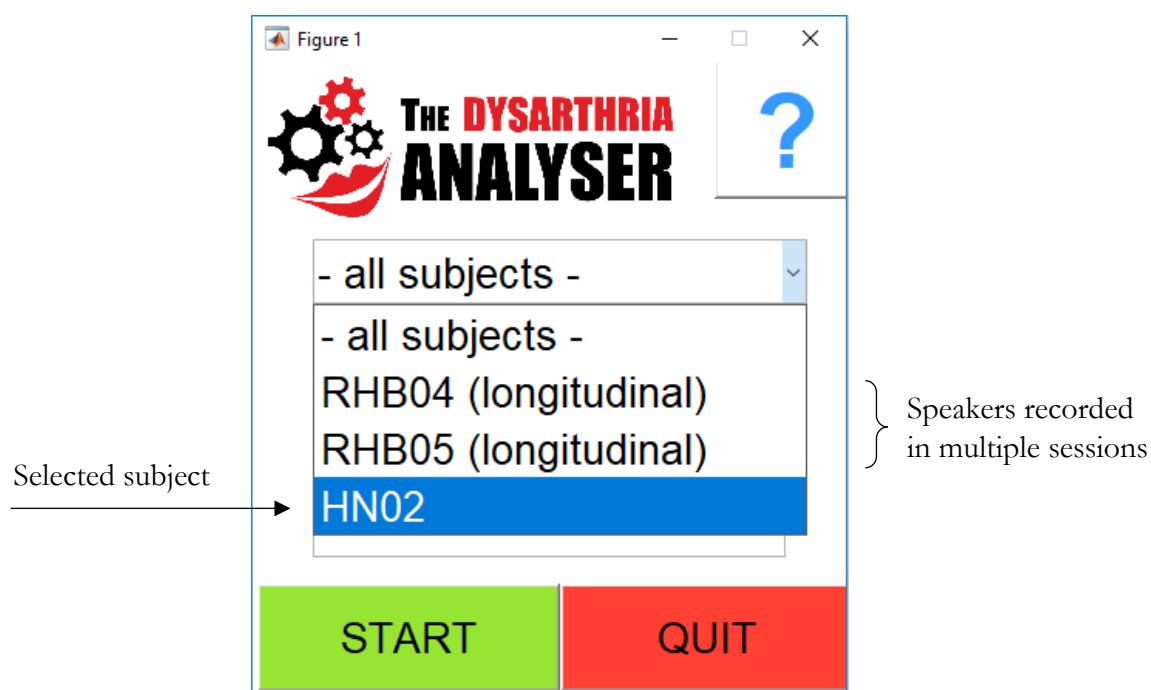 Figure 1
THE DYSARTHRIA
ANALYSER
?
- all subjects -
- all subjects -
RHB04 (longitudinal)
RHB05 (longitudinal)
HN02
Speakers recorded
in multiple sessions
Selected subject
START
QUIT